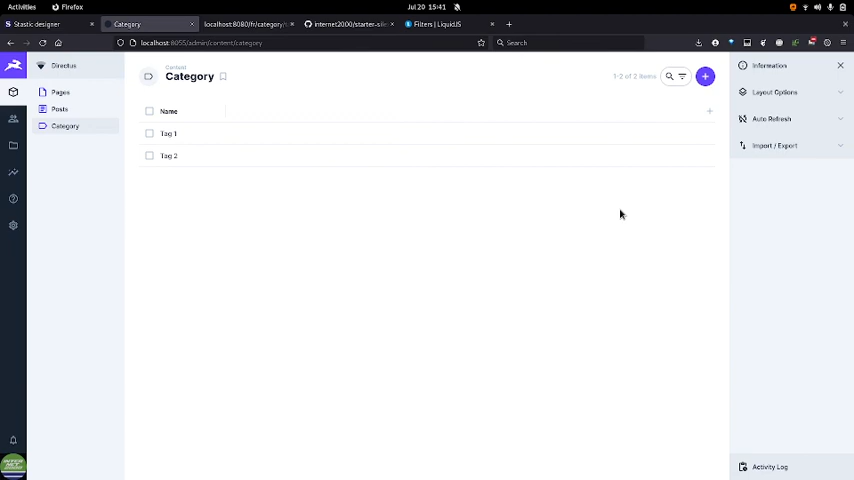 Activities
Firefox
Jul 20 15:41
Stastic designer
Category
localhost:8080/fr/category/
internet2000/starter-site
Filters | LiquidJS
localhost:8055/admin/content/category
Search
Directus
Pages
Posts
Category
Content
Category
1-2 of 2 Items
Name
Tag 1
Tag 2
Information
Layout Options
Auto Refresh
Import / Export
Activity Log